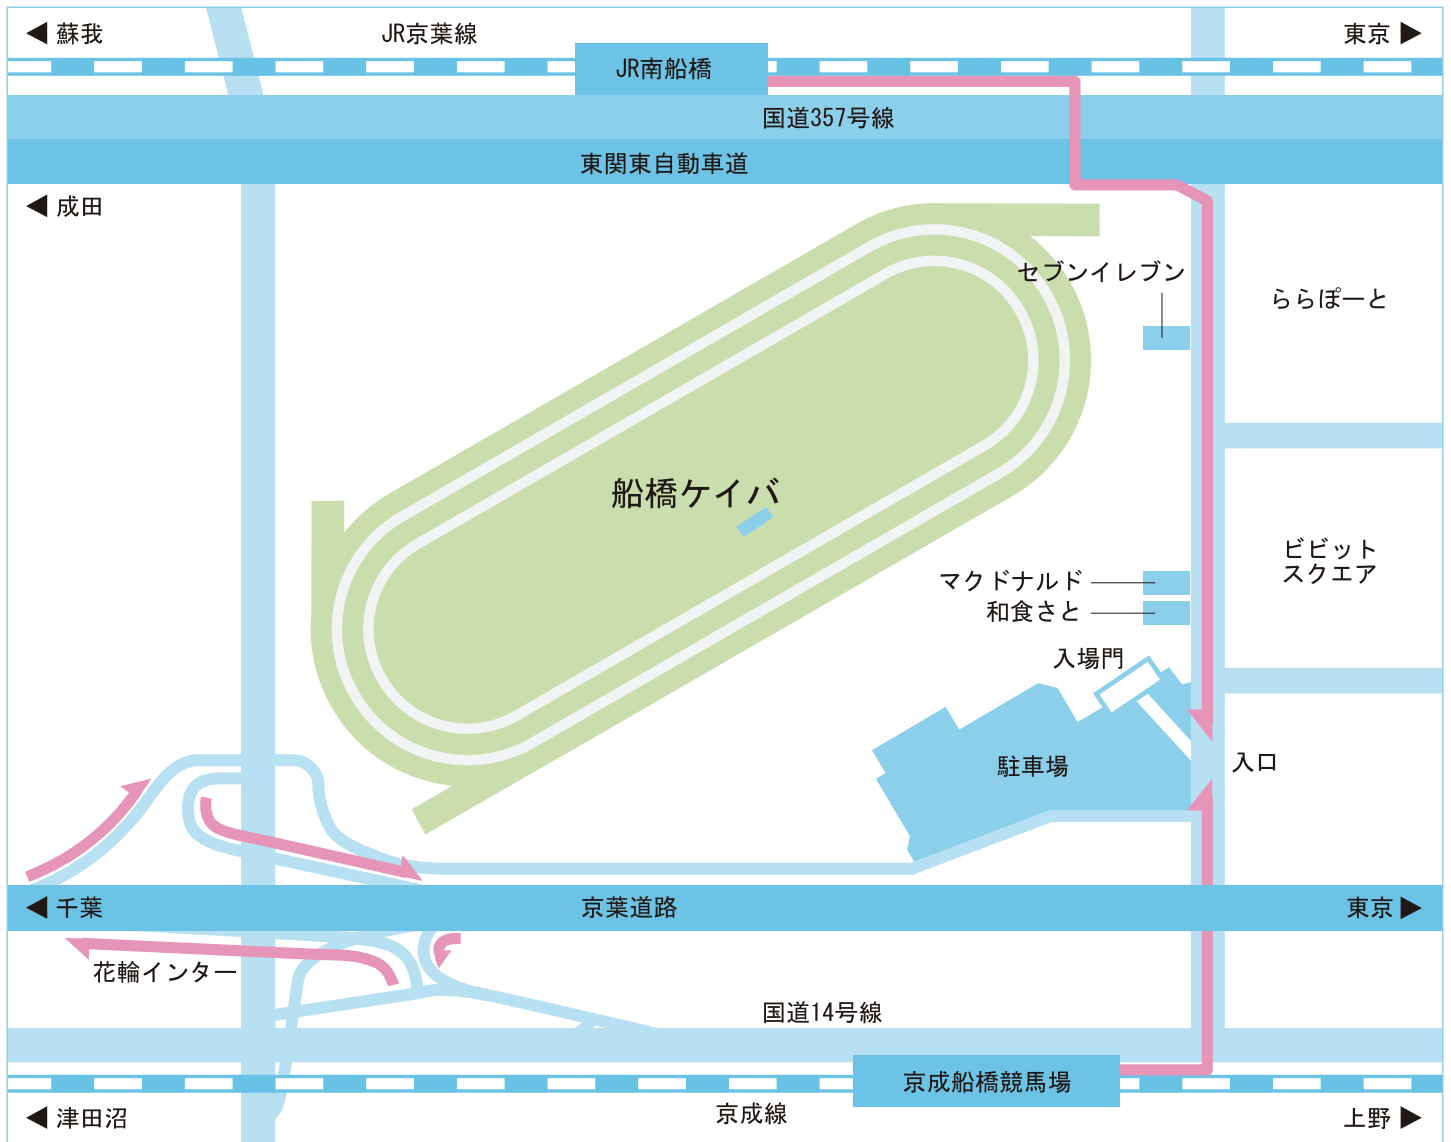 ◀ 蘇我
JR京葉線
東京 ▶
JR南船橋
国道357号線
東関東自動車道
◀ 成田
セブンイレブン
ららぽーと
船橋ケイバ
ビビット
スクエア
マクドナルド
和食さと
入場門
駐車場
入口
◀ 千葉
京葉道路
東京 ▶
花輪インター
国道14号線
京成船橋競馬場
◀ 津田沼
京成線
上野 ▶